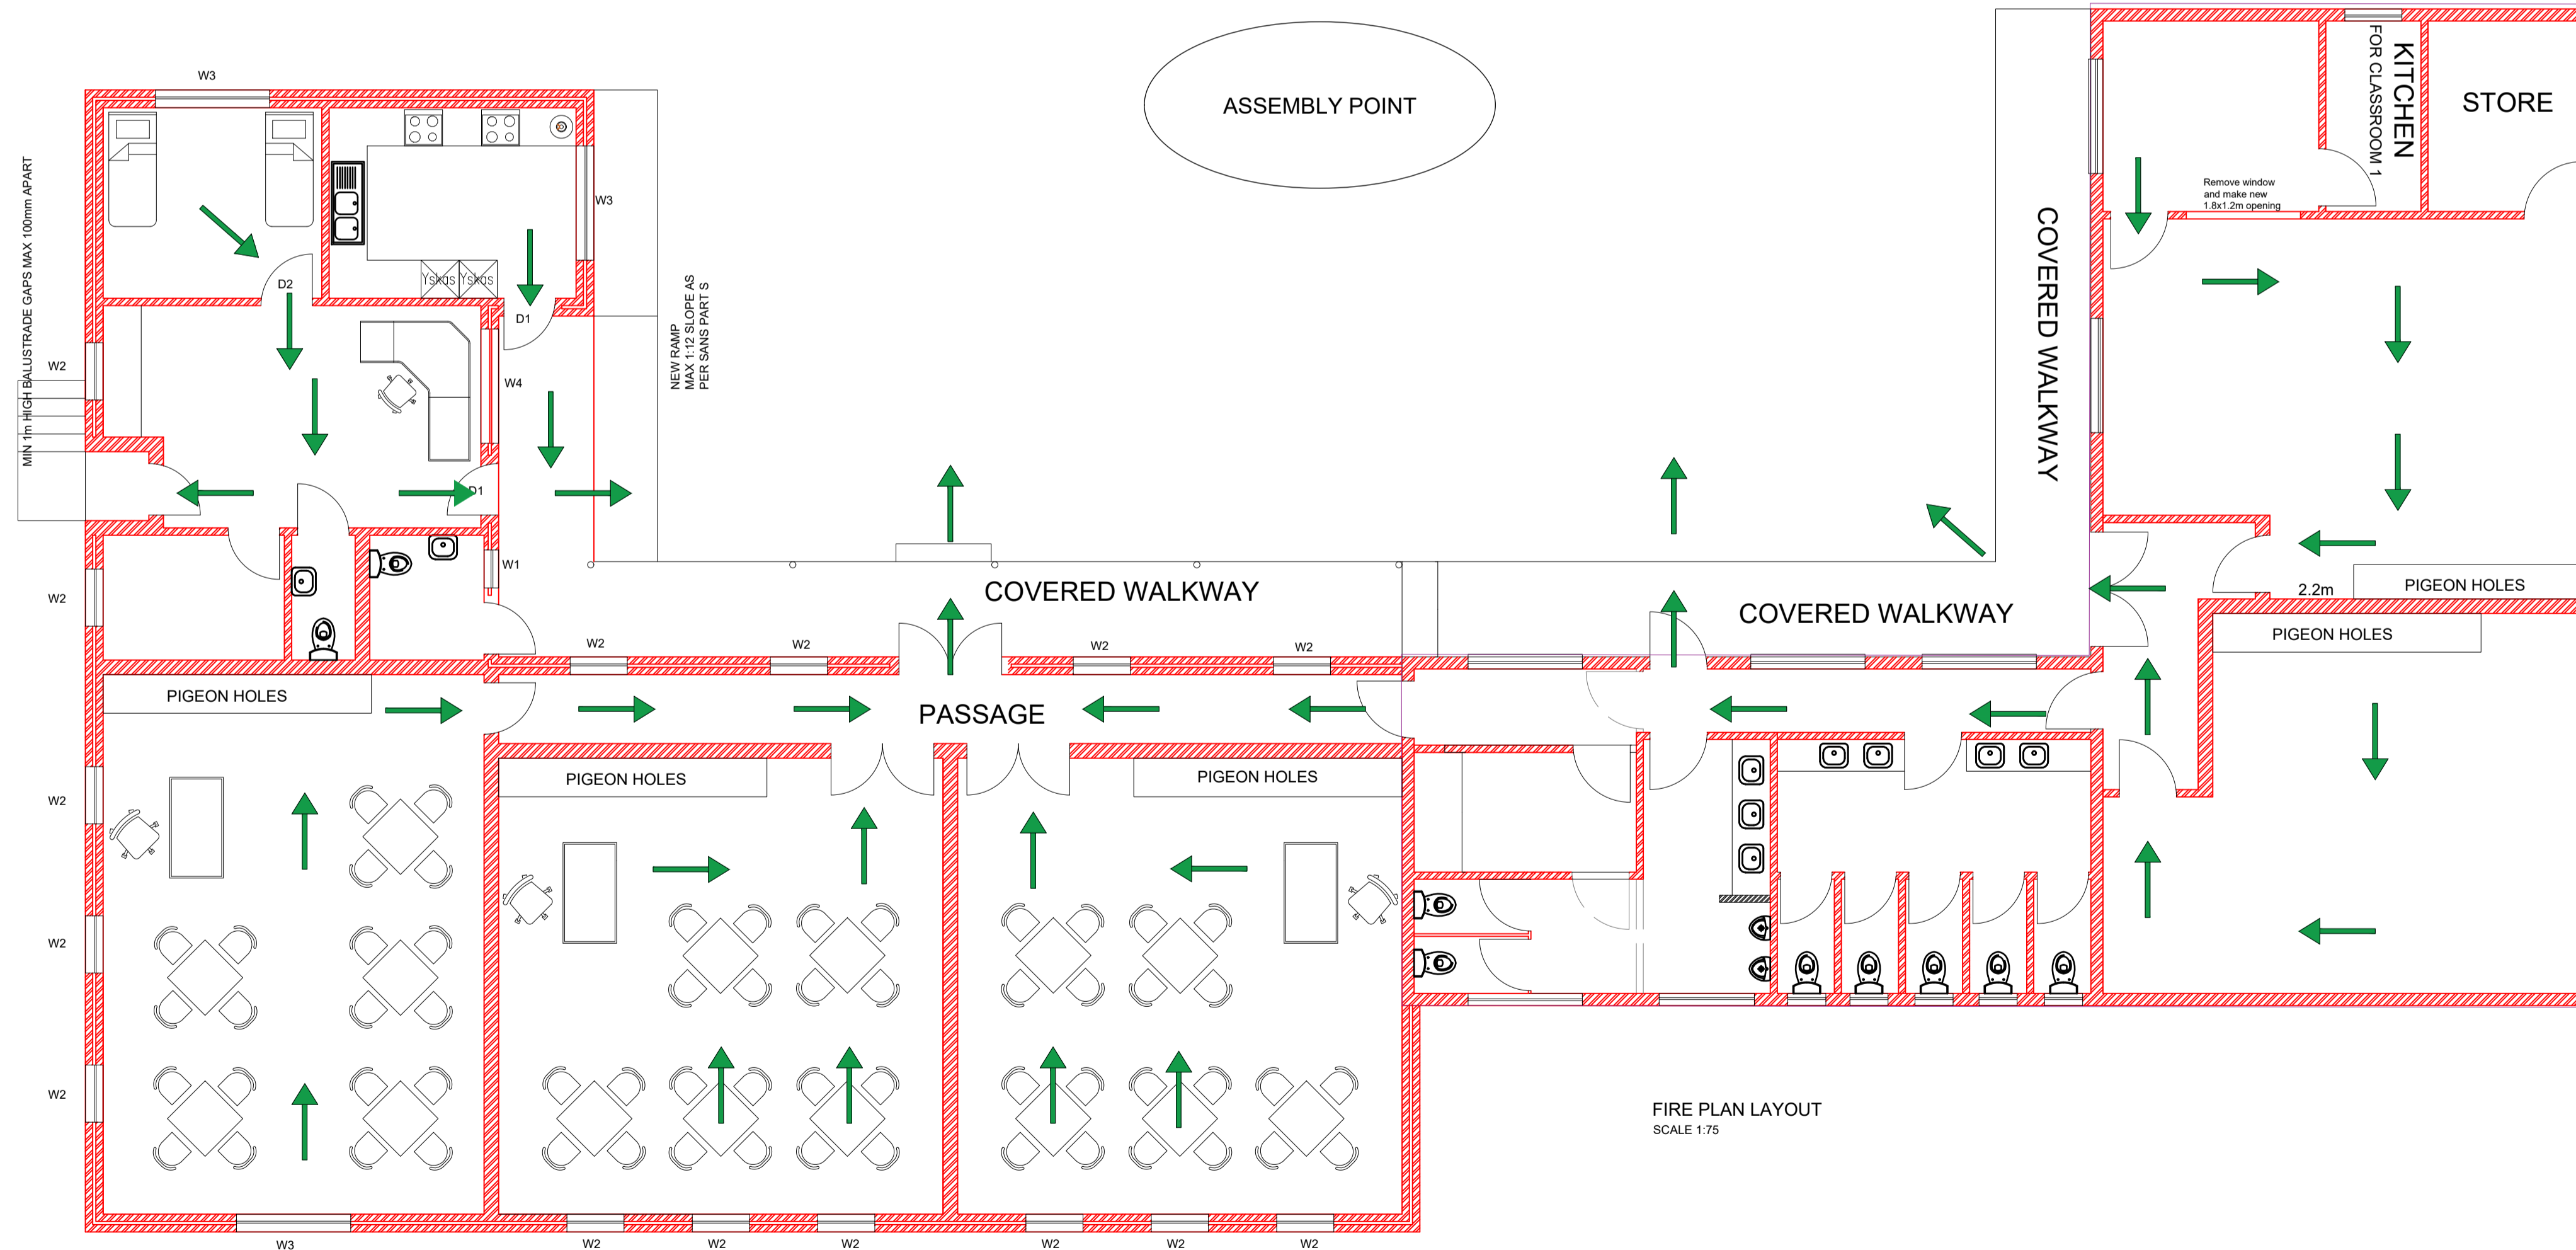 W3
ASSEMBLY POINT
KITCHEN
FOR CLASSROOM 1
STORE
MIN 1m HIGH BALUSTRADE GAPS MAX 100mm APART
W3
Remove window
and make new
1.8x1.2m opening
Yskas
Yskas
D2
D1
NEW RAMP
MAX 1:12 SLOPE AS
PER SANS PART S
COVERED WALKWAY
W2
W4
D1
W1
W2
COVERED WALKWAY
COVERED WALKWAY
2.2m
PIGEON HOLES
PIGEON HOLES
W2
W2
W2
W2
PIGEON HOLES
PASSAGE
PIGEON HOLES
PIGEON HOLES
W2
W2
W2
FIRE PLAN LAYOUT
SCALE 1:75
W3
W2
W2
W2
W2
W2
W2